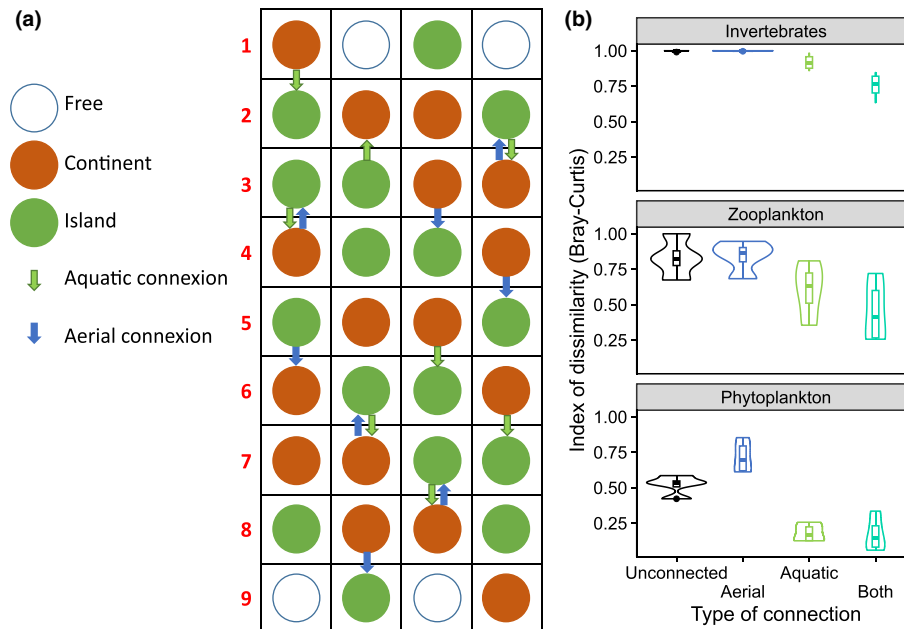 (a)
Free
Continent
Island
Aquatic connexion
Aerial connexion
1
2
3
4
5
6
7
8
9
(b)
Index of dissimilarity (Bray-Curtis)
Invertebrates
1.00
0.75
0.50
0.25
Zooplankton
1.00
0.75
0.50
0.25
Phytoplankton
1.00
0.75
0.50
0.25
Unconnected
Aerial
Aquatic
Both
Type of connection